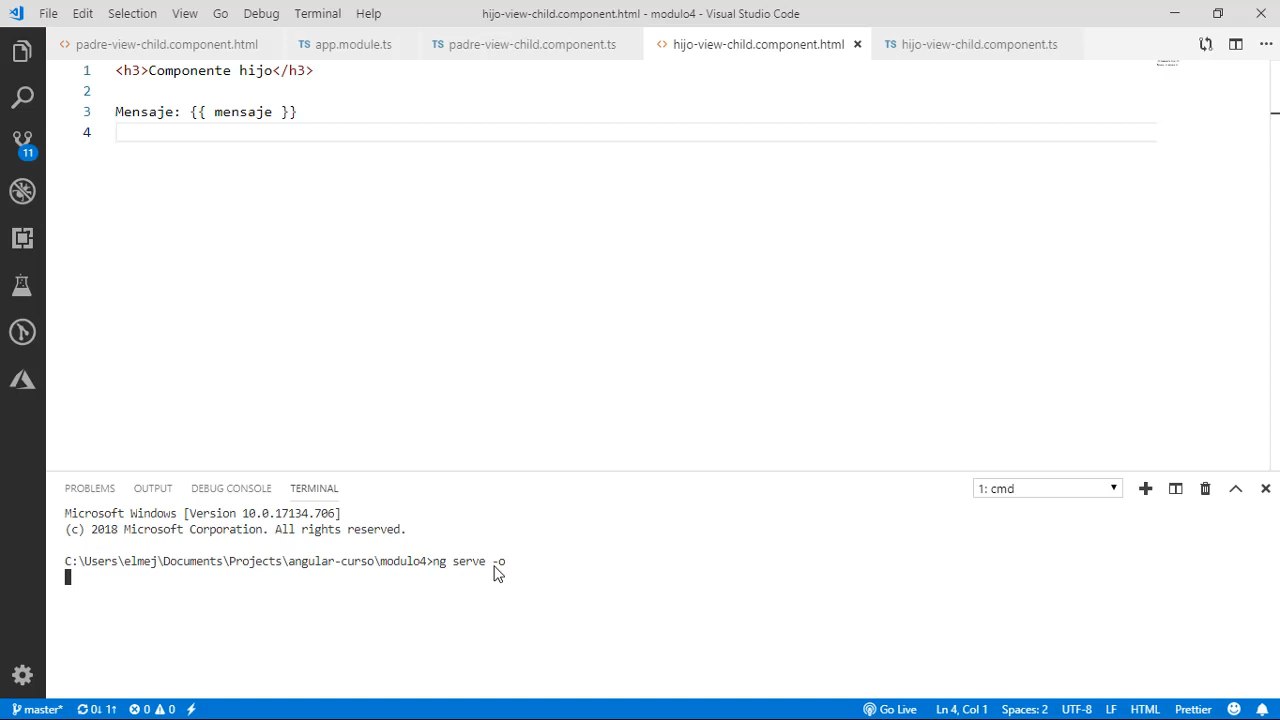 File Edit Selection View Go Debug Terminal Help hijo-view-child.component.html - modulo4 - Visual Studio Code
<> padre-view-child.component.html TS app.module.ts TS padre-view-child.component.ts <> hijo-view-child.component.html TS hijo-view-child.component.ts
1 <h3>Componente hijo</h3>
2
3 Mensaje: {{ mensaje }}
4
11
PROBLEMS OUTPUT DEBUG CONSOLE TERMINAL 1: cmd
Microsoft Windows [Version 10.0.17134.706]
(c) 2018 Microsoft Corporation. All rights reserved.
C:\Users\elmej\Documents\Projects\angular-curso\modulo4>ng serve -o
master* 0↓ 1↑ 0 0 Go Live Ln 4, Col 1 Spaces: 2 UTF-8 LF HTML Prettier